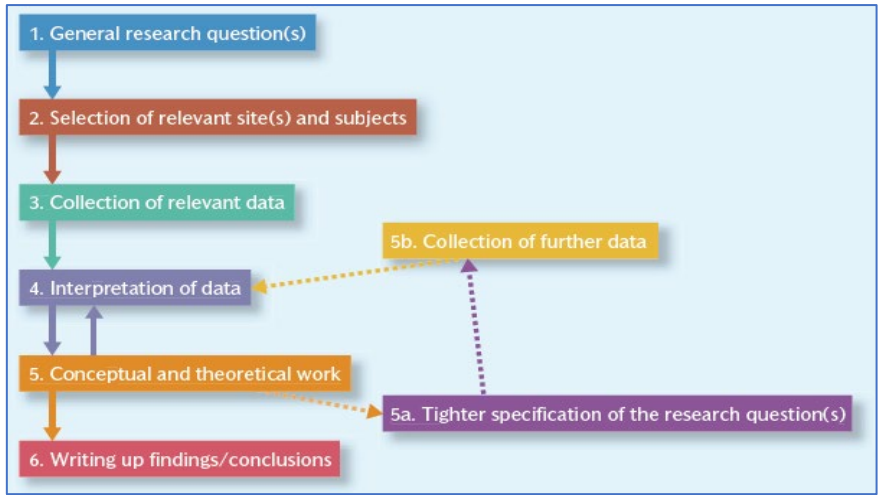 1. General research question(s)
2. Selection of relevant site(s) and subjects
3. Collection of relevant data
5b. Collection of further data
4. Interpretation of data
5. Conceptual and theoretical work
5a. Tighter specification of the research question(s)
6. Writing up findings/conclusions